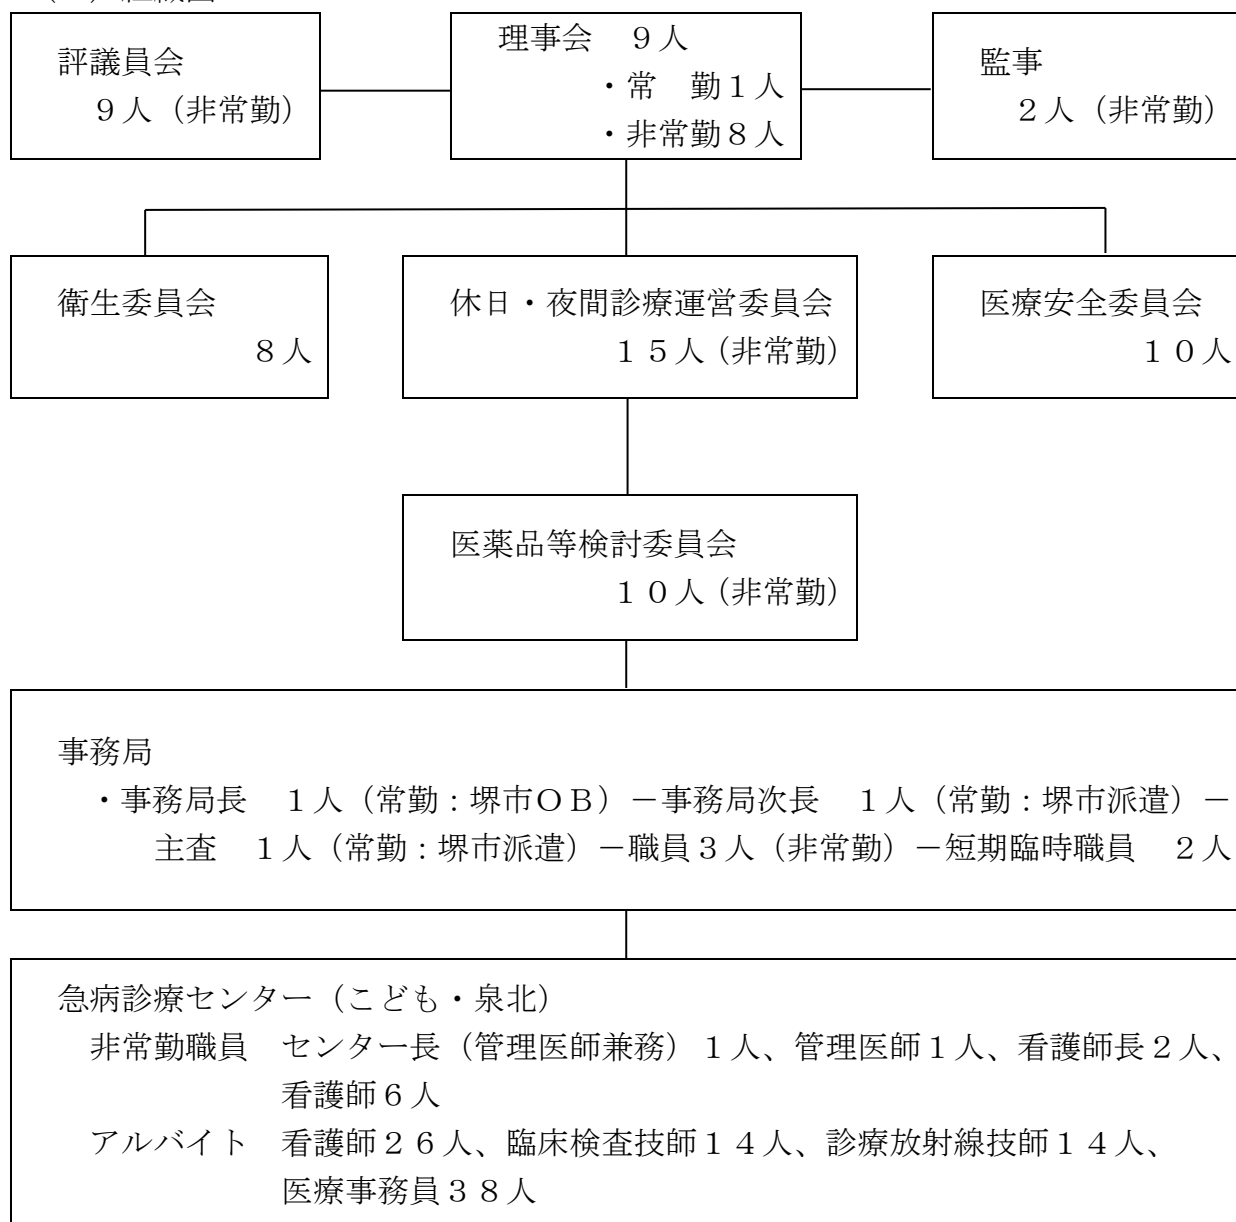 評議員会
９人（非常勤）
理事会　９人
・常　勤１人
・非常勤８人
監事
２人（非常勤）
衛生委員会
８人
休日・夜間診療運営委員会
１５人（非常勤）
医療安全委員会
１０人
医薬品等検討委員会
１０人（非常勤）
事務局
・事務局長　１人（常勤：堺市ＯＢ）－事務局次長　１人（常勤：堺市派遣）－
主査　１人（常勤：堺市派遣）－職員３人（非常勤）－短期臨時職員　２人
急病診療センター（こども・泉北）
非常勤職員　センター長（管理医師兼務）１人、管理医師１人、看護師長２人、
看護師６人
アルバイト　看護師２６人、臨床検査技師１４人、診療放射線技師１４人、
医療事務員３８人